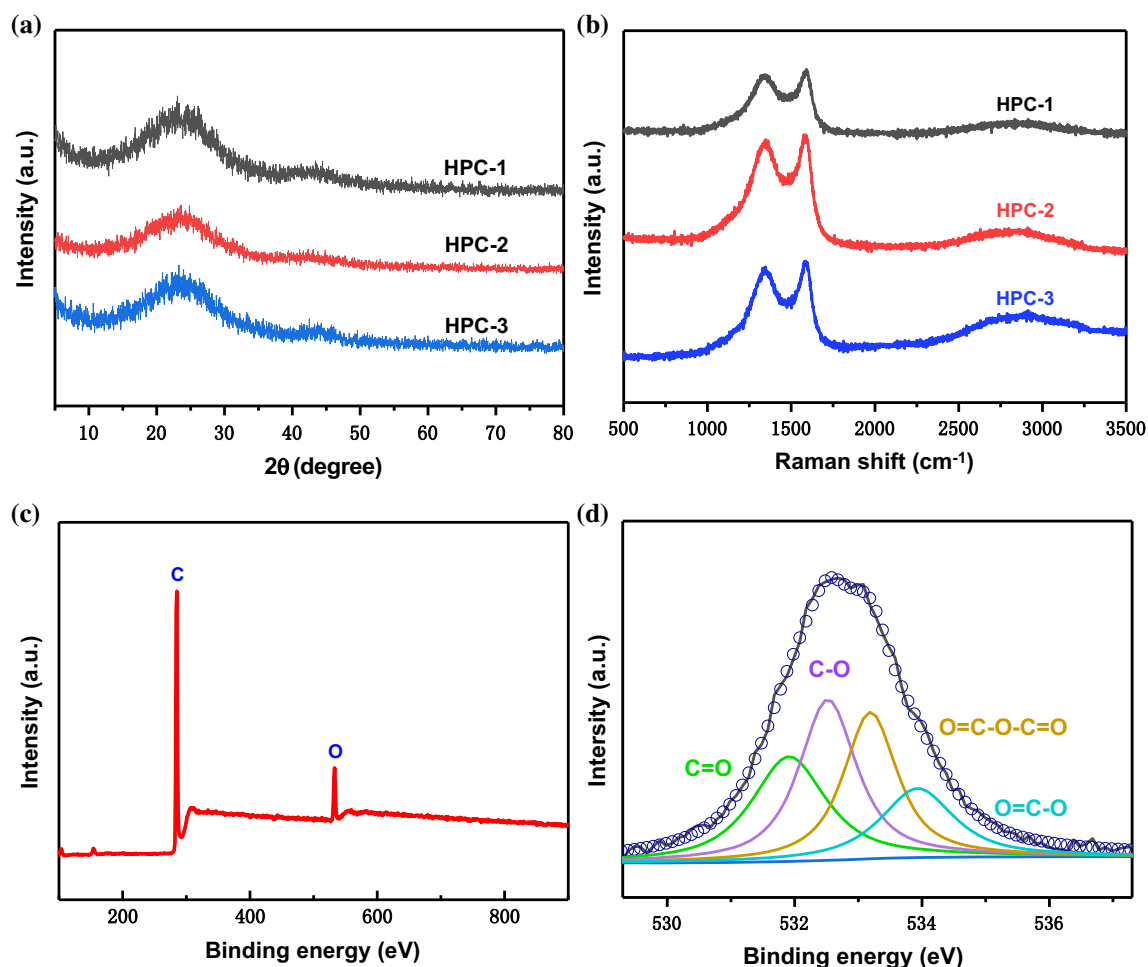 (a)
Intensity (a.u.)
HPC-1
HPC-2
HPC-3
10 20 30 40 50 60 70 80
2θ (degree)
(b)
Intensity (a.u.)
HPC-1
HPC-2
HPC-3
500 1000 1500 2000 2500 3000 3500
Raman shift (cm⁻¹)
(c)
Intensity (a.u.)
C
O
200 400 600 800
Binding energy (eV)
(d)
Intersity (a.u.)
C-O
C=O
O=C-O-C=O
O=C-O
530 532 534 536
Binding energy (eV)